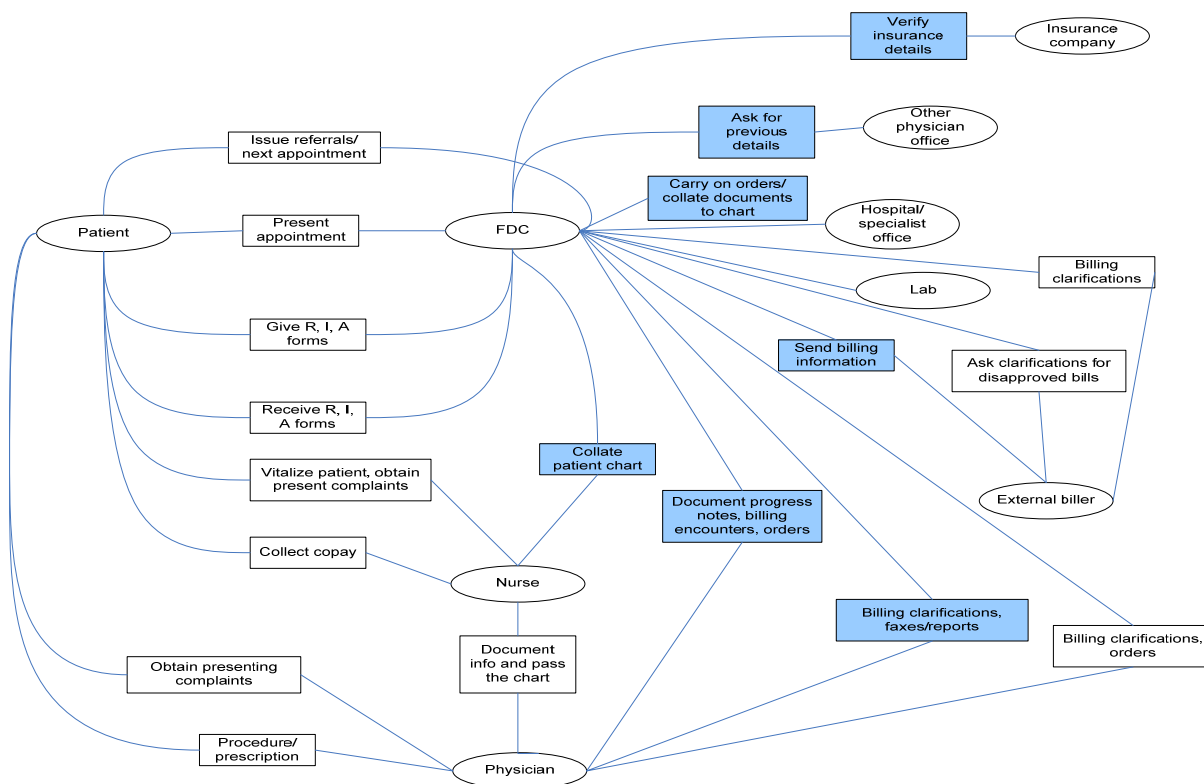 Verify
insurance
details
Insurance
company
Ask for
previous
details
Other
physician
office
Issue referrals/
next appointment
Carry on orders/
collate documents
to chart
Hospital/
specialist
office
Patient
Present
appointment
FDC
Billing
clarifications
Lab
Give R, I, A
forms
Send billing
information
Ask clarifications for
disapproved bills
Receive R, I,
A forms
Collate
patient chart
Vitalize patient, obtain
present complaints
Document progress
notes, billing
encounters, orders
External biller
Collect copay
Nurse
Billing clarifications,
faxes/reports
Billing clarifications,
orders
Document
info and pass
the chart
Obtain presenting
complaints
Procedure/
prescription
Physician